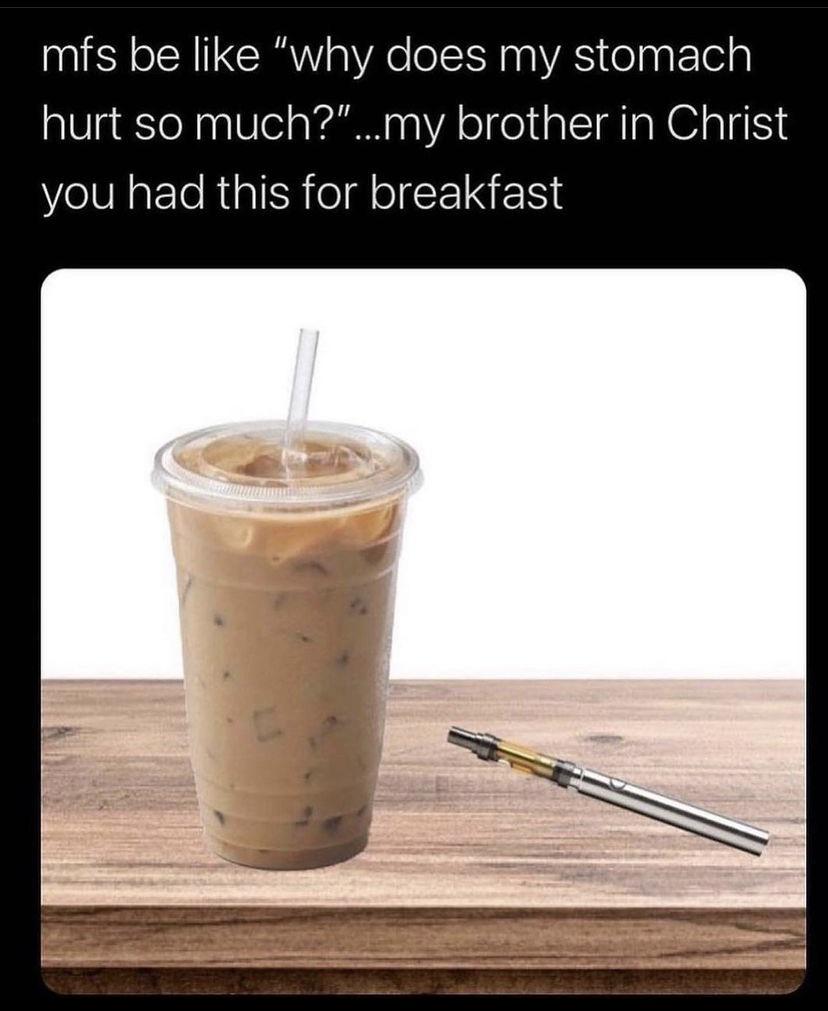 mfs be like "why does my stomach
hurt so much?"...my brother in Christ
you had this for breakfast